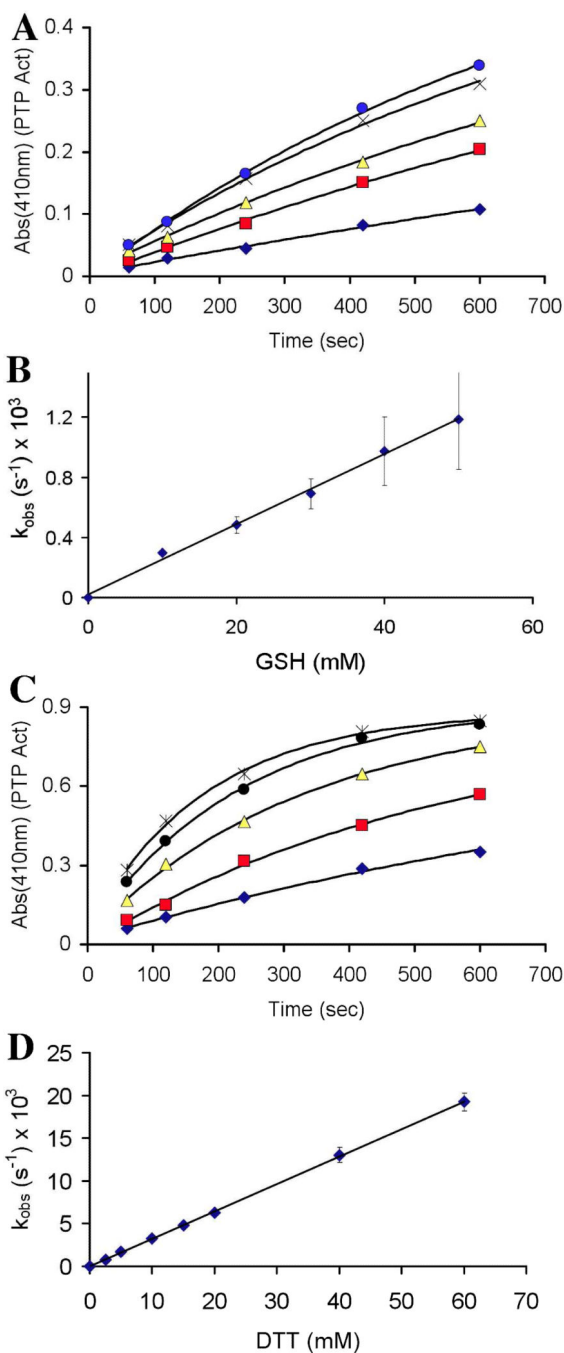 A
Abs(410nm) (PTP Act)
0.4
0.3
0.2
0.1
0
0 100 200 300 400 500 600 700
Time (sec)
B
k_obs (s⁻¹) x 10³
1.2
0.8
0.4
0
0 20 40 60
GSH (mM)
C
Abs(410nm) (PTP Act)
0.9
0.6
0.3
0
0 100 200 300 400 500 600 700
Time (sec)
D
k_obs (s⁻¹) x 10³
25
20
15
10
5
0
0 10 20 30 40 50 60 70
DTT (mM)